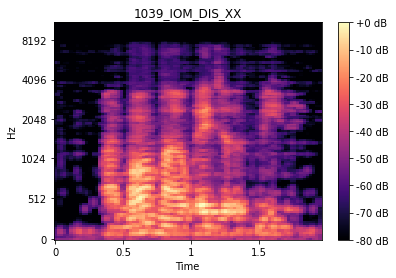 1039_IOM_DIS_XX
8192
4096
2048
1024
512
0
Hz
0
0.5
1
1.5
Time
+0 dB
-10 dB
-20 dB
-30 dB
-40 dB
-50 dB
-60 dB
-70 dB
-80 dB